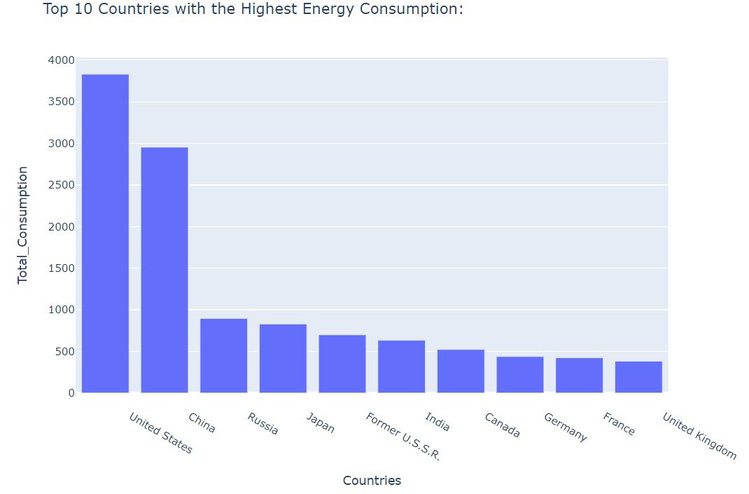 Top 10 Countries with the Highest Energy Consumption:
4000
3500
3000
2500
2000
1500
1000
500
0
Total_Consumption
United States
China
Russia
Japan
Former U.S.S.R.
India
Canada
Germany
France
United Kingdom
Countries